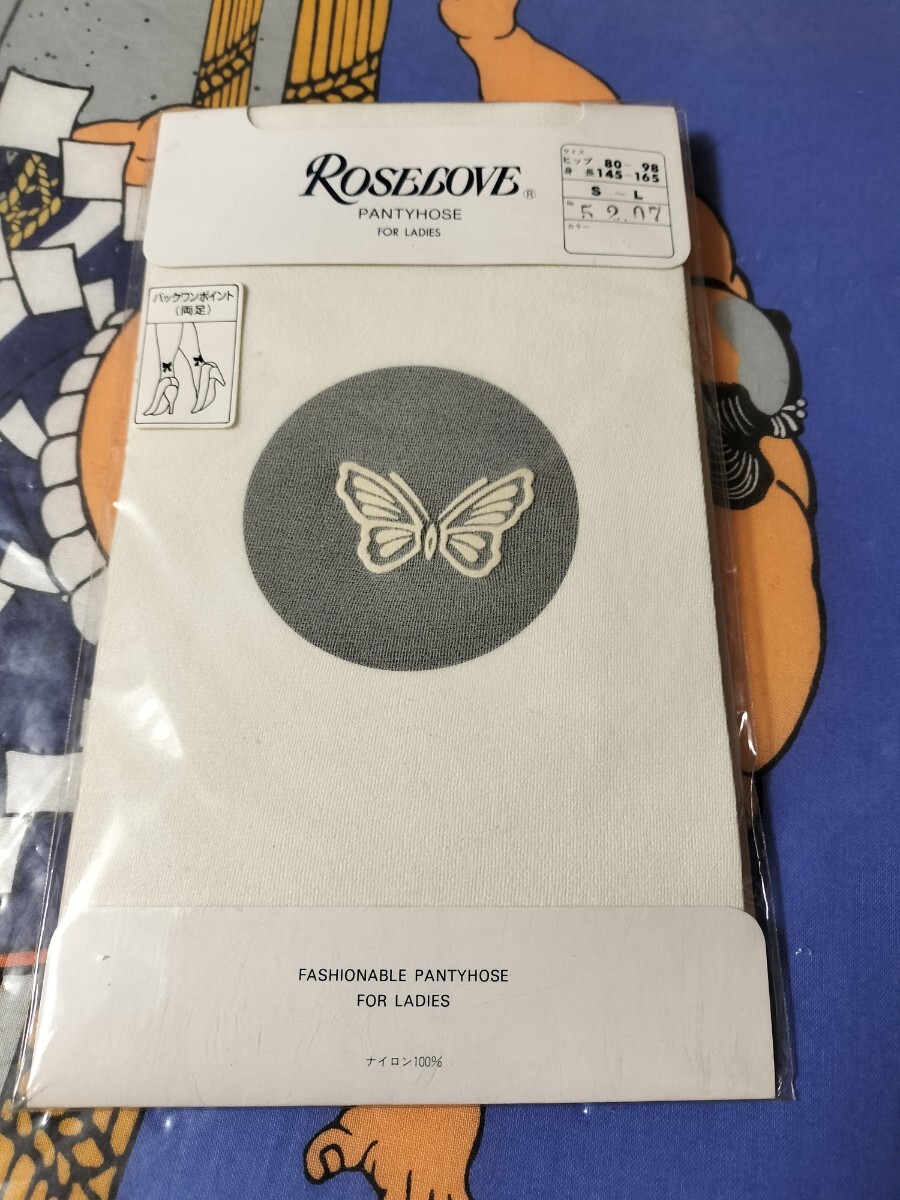 ROSELOVE®
PANTYHOSE
FOR LADIES
サイズ
ヒップ 80-98
身長 145-165
S-L
No. 5207
カラー
バックワンポイント
(両足)
FASHIONABLE PANTYHOSE
FOR LADIES
ナイロン100%